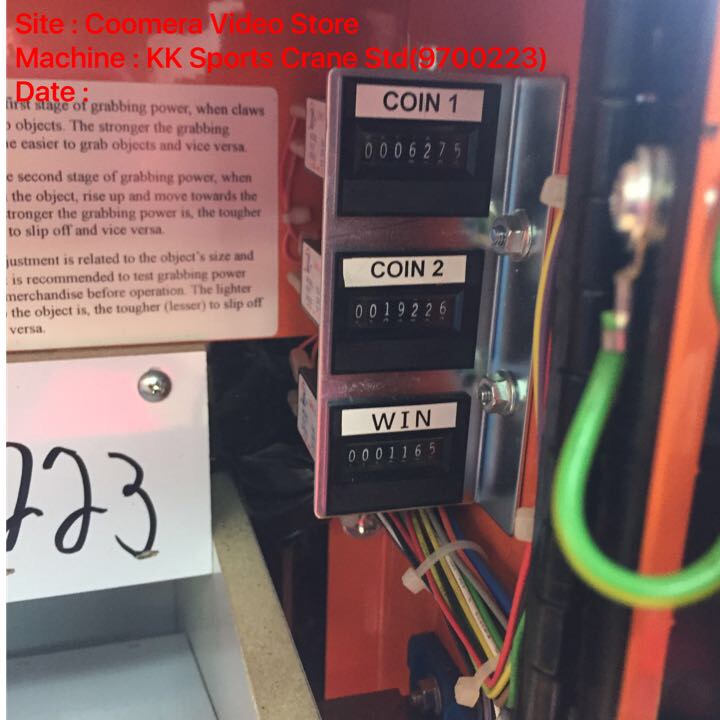 Site : Coomera Video Store
Machine : KK Sports Crane Std(9700223)
Date :
first stage of grabbing power, when claws
objects. The stronger the grabbing
easier to grab objects and vice versa.
second stage of grabbing power, when
the object, rise up and move towards the
the grabbing power is, the tougher
to slip off and vice versa.
is related to the object's size and
is recommended to test grabbing power
merchandise before operation. The lighter
the object is, the tougher (lesser) to slip off
versa.
COIN 1
0006275
COIN 2
0019226
WIN
0001165
223